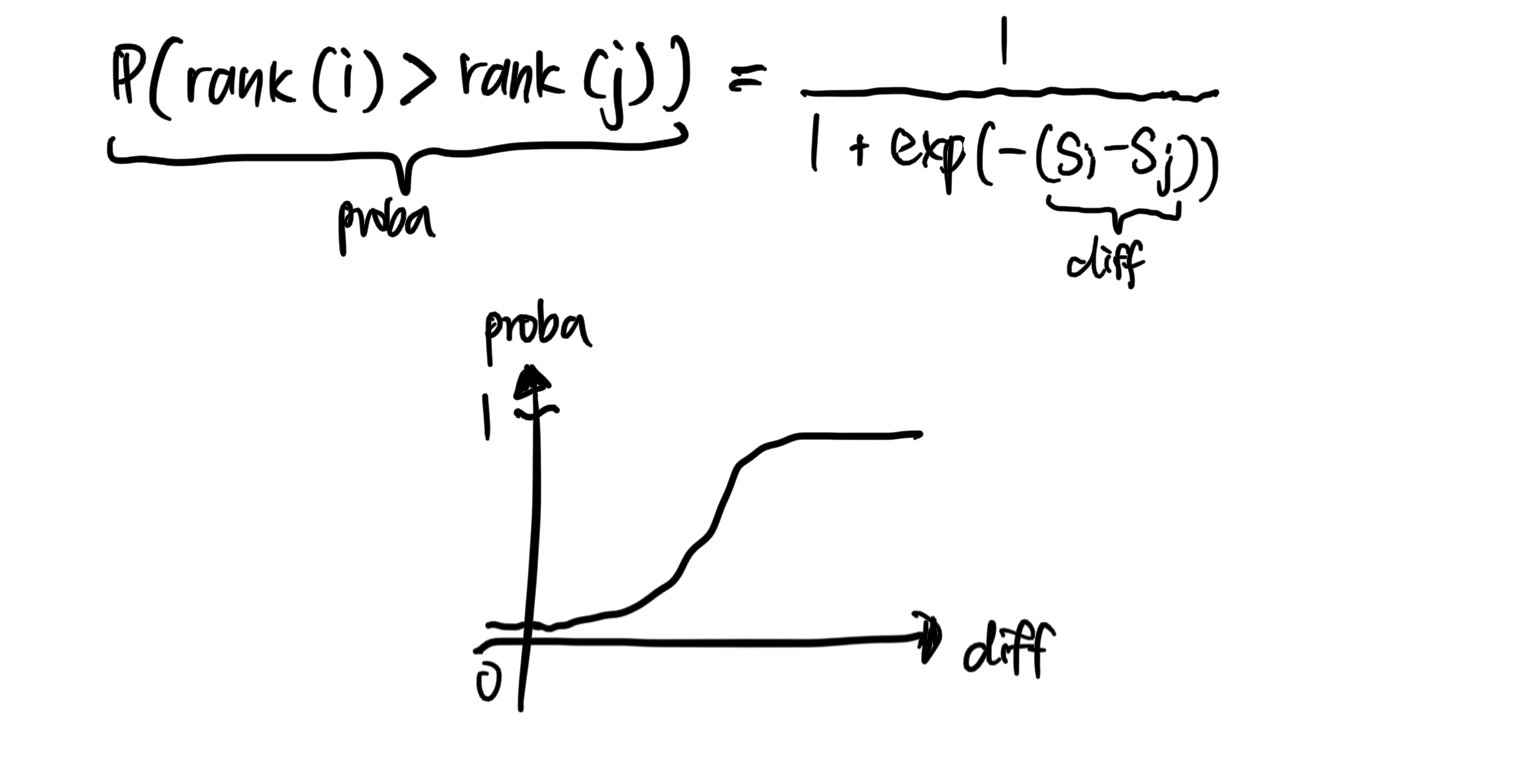 ℙ(rank(i) > rank(j)) = 1 / (1 + exp(-(Si - Sj)))
proba
diff
proba
1
0
diff